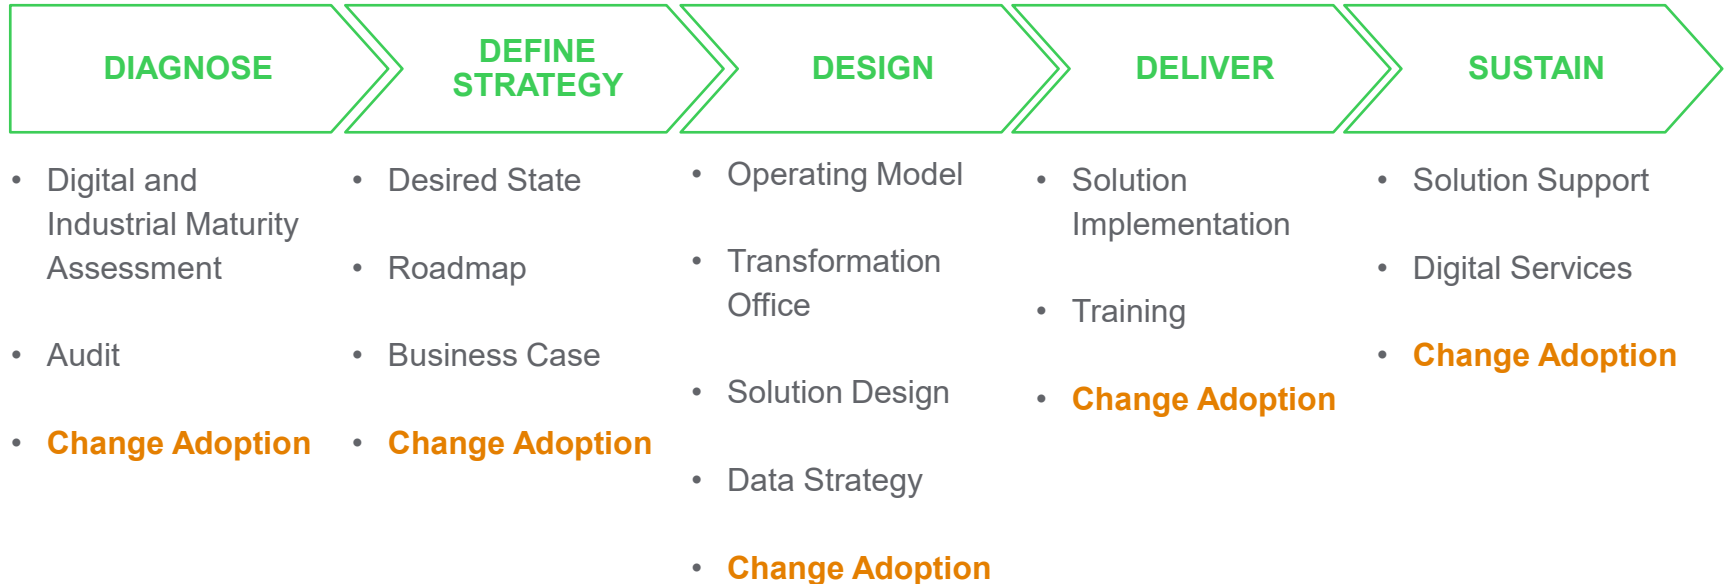 DIAGNOSE
DEFINE
STRATEGY
DESIGN
DELIVER
SUSTAIN
• Digital and
Industrial Maturity
Assessment
• Audit
• Change Adoption
• Desired State
• Roadmap
• Business Case
• Change Adoption
• Operating Model
• Transformation
Office
• Solution Design
• Data Strategy
• Change Adoption
• Solution
Implementation
• Training
• Change Adoption
• Solution Support
• Digital Services
• Change Adoption